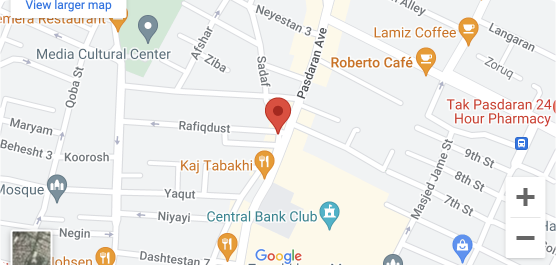 View larger map
Restaurant
Alley
Neyestan 3
Langaran
Media Cultural Center
Afshar
Ziba
Sadaf
Pasdaran Ave
Lamiz Coffee
Roberto Café
Zoruq
Qoba St
Tak Pasdaran 24(
Hour Pharmacy
Maryam
Rafiqdust
Behesht 3
Koorosh
Kaj Tabakhi
9th St
8th St
7th St
Masjed Jame St
Mosque
Yaqut
Niyayi
Central Bank Club
Negin
Dashtestan 7
Google
+
−